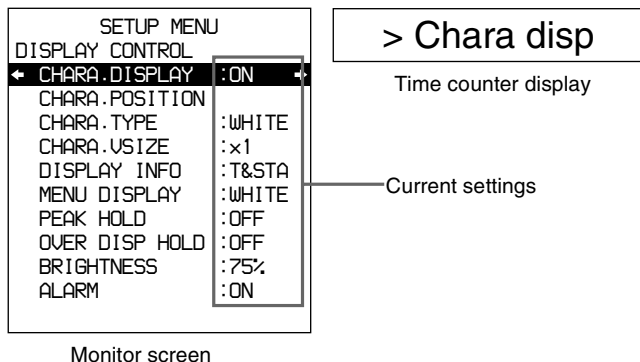 SETUP MENU
DISPLAY CONTROL
CHARA.DISPLAY :ON
CHARA.POSITION
CHARA.TYPE :WHITE
CHARA.VSIZE :x1
DISPLAY INFO :T&STA
MENU DISPLAY :WHITE
PEAK HOLD :OFF
OVER DISP HOLD :OFF
BRIGHTNESS :75%
ALARM :ON
Monitor screen
> Chara disp
Time counter display
Current settings